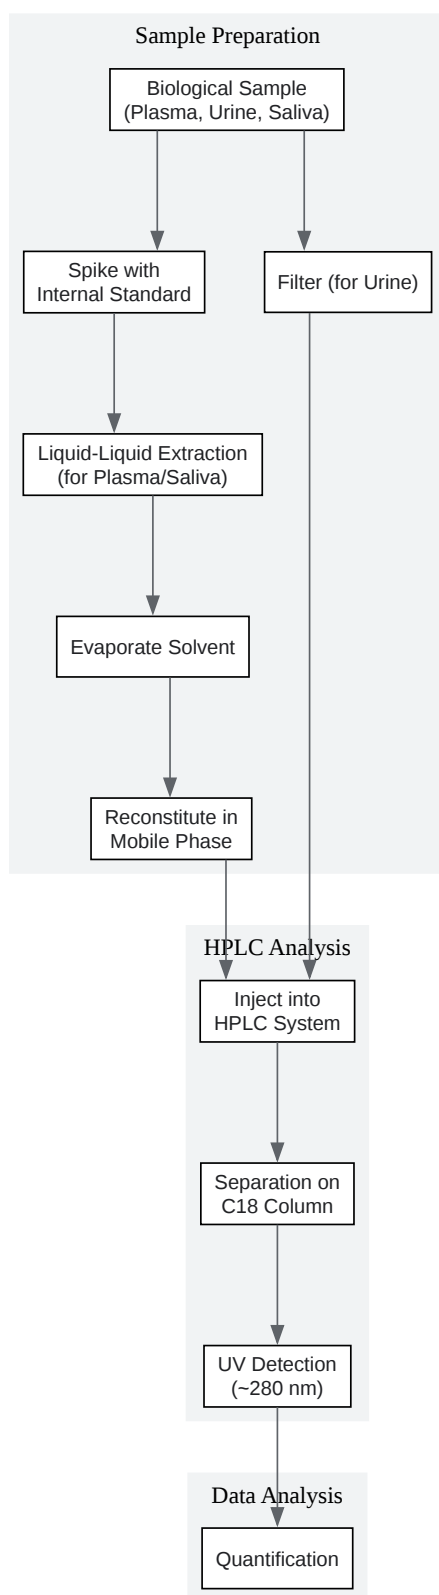 Sample Preparation
Biological Sample
(Plasma, Urine, Saliva)
Spike with
Internal Standard
Filter (for Urine)
Liquid-Liquid Extraction
(for Plasma/Saliva)
Evaporate Solvent
Reconstitute in
Mobile Phase
HPLC Analysis
Inject into
HPLC System
Separation on
C18 Column
UV Detection
(~280 nm)
Data Analysis
Quantification